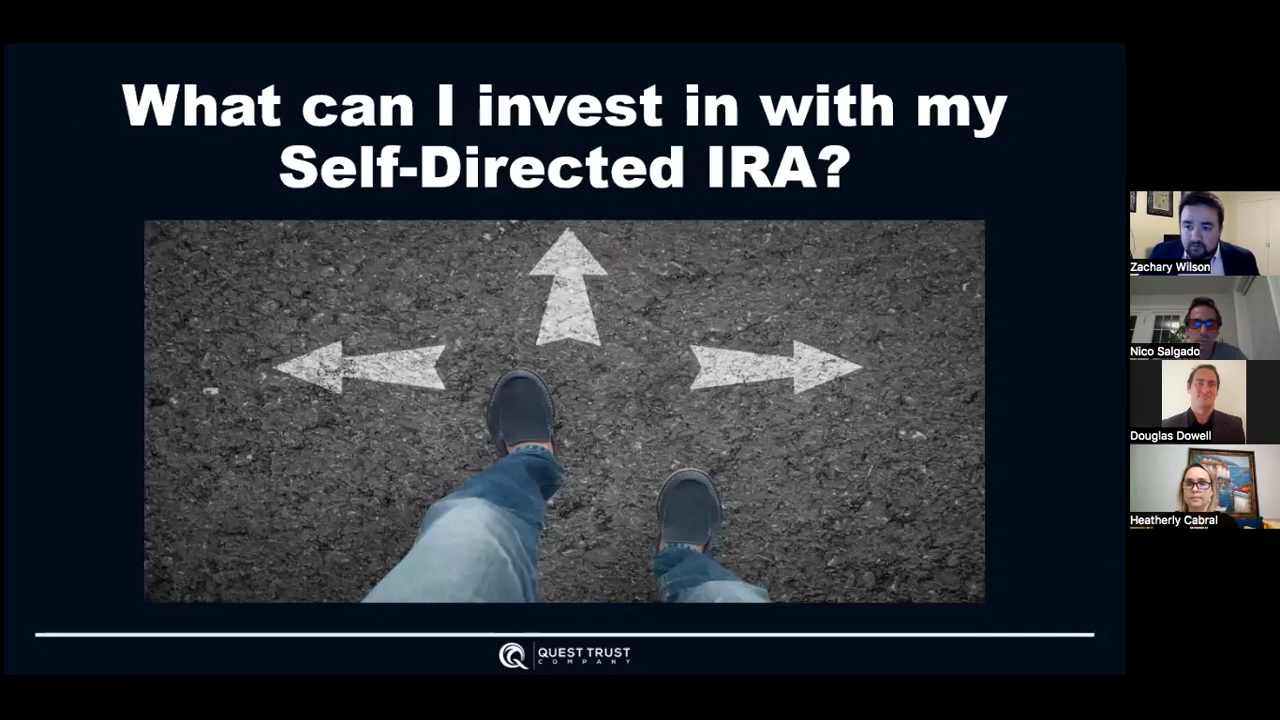 What can I invest in with my
Self-Directed IRA?
Zachary Wilson
Nico Salgado
Douglas Dowell
Heatherly Cabral
QUEST TRUST
COMPANY